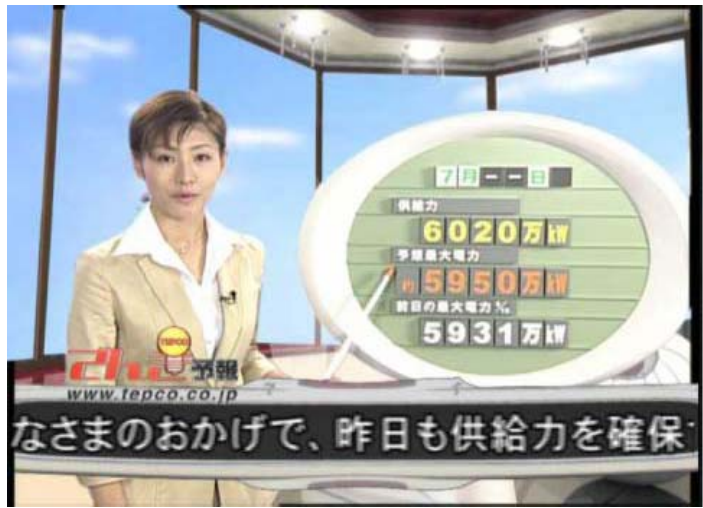 7月--日
供給力
6020万kW
予想最大電力
約5950万kW
前日の最大電力
5931万kW
TEPCO
でんき予報
www.tepco.co.jp
なさまのおかげで、昨日も供給力を確保